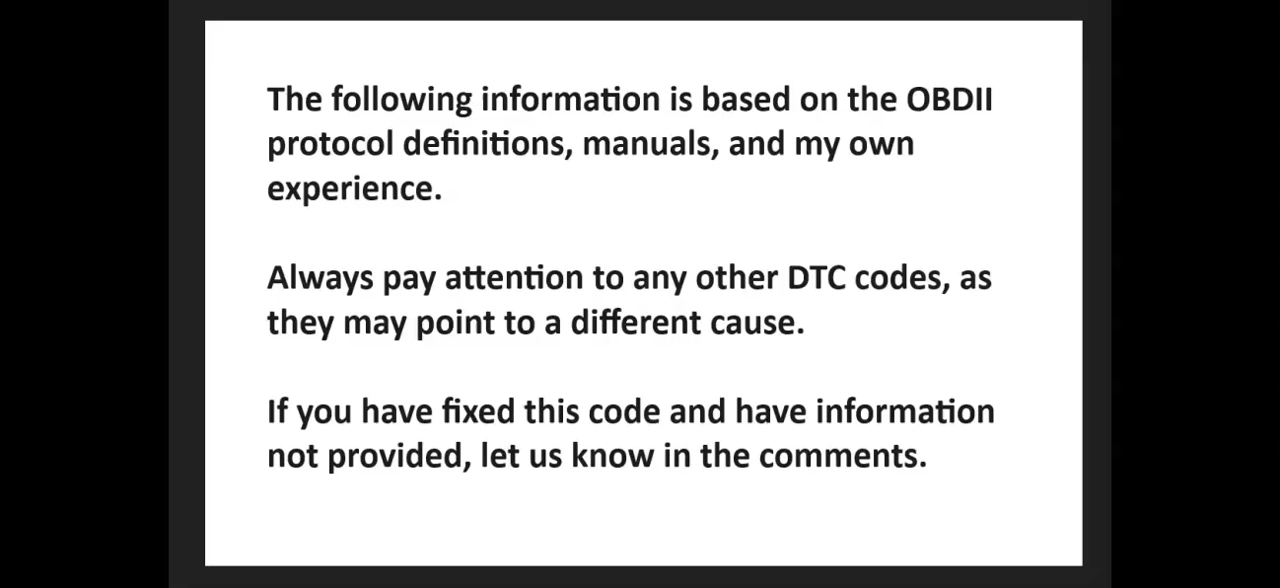 The following information is based on the OBDII
protocol definitions, manuals, and my own
experience.
Always pay attention to any other DTC codes, as
they may point to a different cause.
If you have fixed this code and have information
not provided, let us know in the comments.